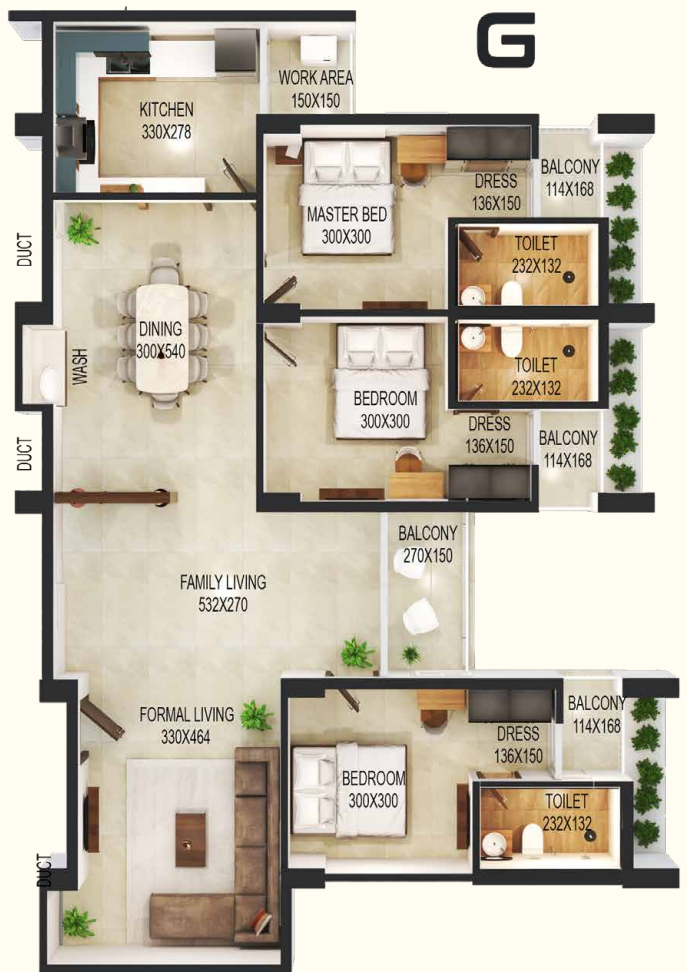 G
WORK AREA
150X150
KITCHEN
330X278
DRESS
136X150
BALCONY
114X168
MASTER BED
300X300
TOILET
232X132
DUCT
DINING
300X540
WASH
TOILET
232X132
BEDROOM
300X300
DRESS
136X150
BALCONY
114X168
DUCT
BALCONY
270X150
FAMILY LIVING
532X270
FORMAL LIVING
330X464
BALCONY
114X168
DRESS
136X150
BEDROOM
300X300
TOILET
232X132
DUCT